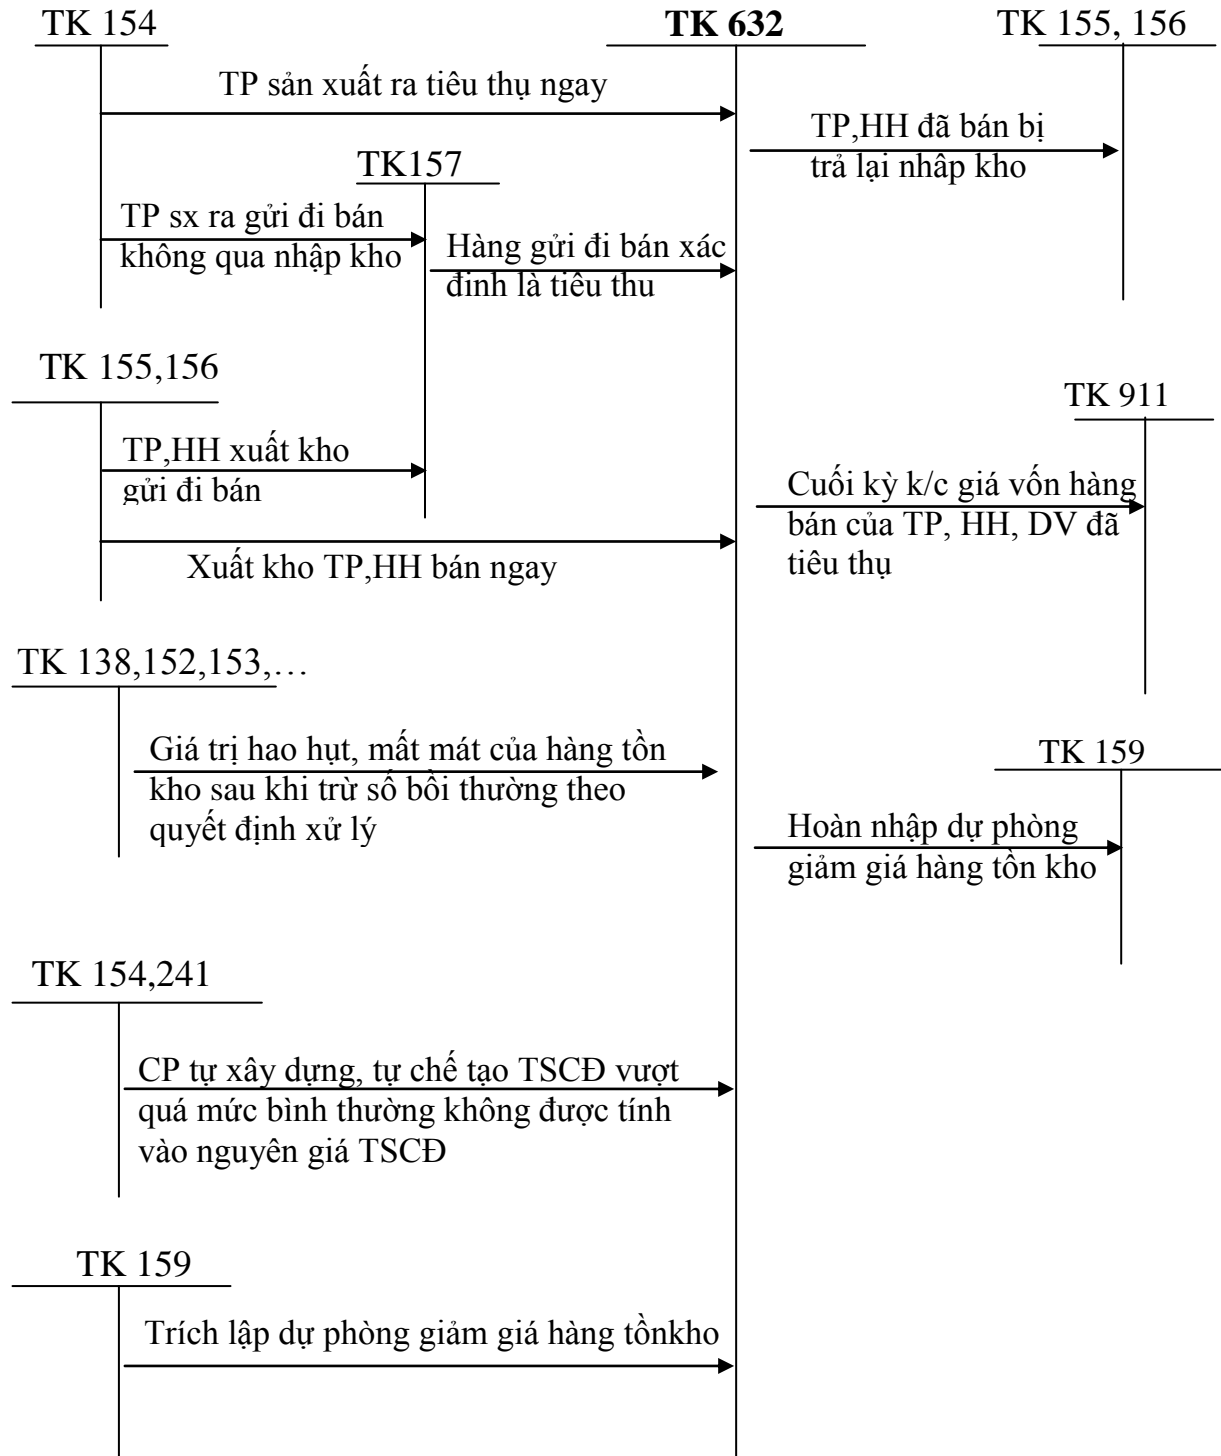 TK 154
TK 632
TK 155, 156
TP sản xuất ra tiêu thụ ngay
TP,HH đã bán bị
trả lại nhâp kho
TK157
TP sx ra gửi đi bán
không qua nhập kho
Hàng gửi đi bán xác
đinh là tiêu thu
TK 155,156
TK 911
TP,HH xuất kho
gửi đi bán
Cuối kỳ k/c giá vốn hàng
bán của TP, HH, DV đã
tiêu thụ
Xuất kho TP,HH bán ngay
TK 138,152,153,…
Giá trị hao hụt, mất mát của hàng tồn
kho sau khi trừ số bồi thường theo
quyết định xử lý
TK 159
Hoàn nhập dự phòng
giảm giá hàng tồn kho
TK 154,241
CP tự xây dựng, tự chế tạo TSCĐ vượt
quá mức bình thường không được tính
vào nguyên giá TSCĐ
TK 159
Trích lập dự phòng giảm giá hàng tồnkho